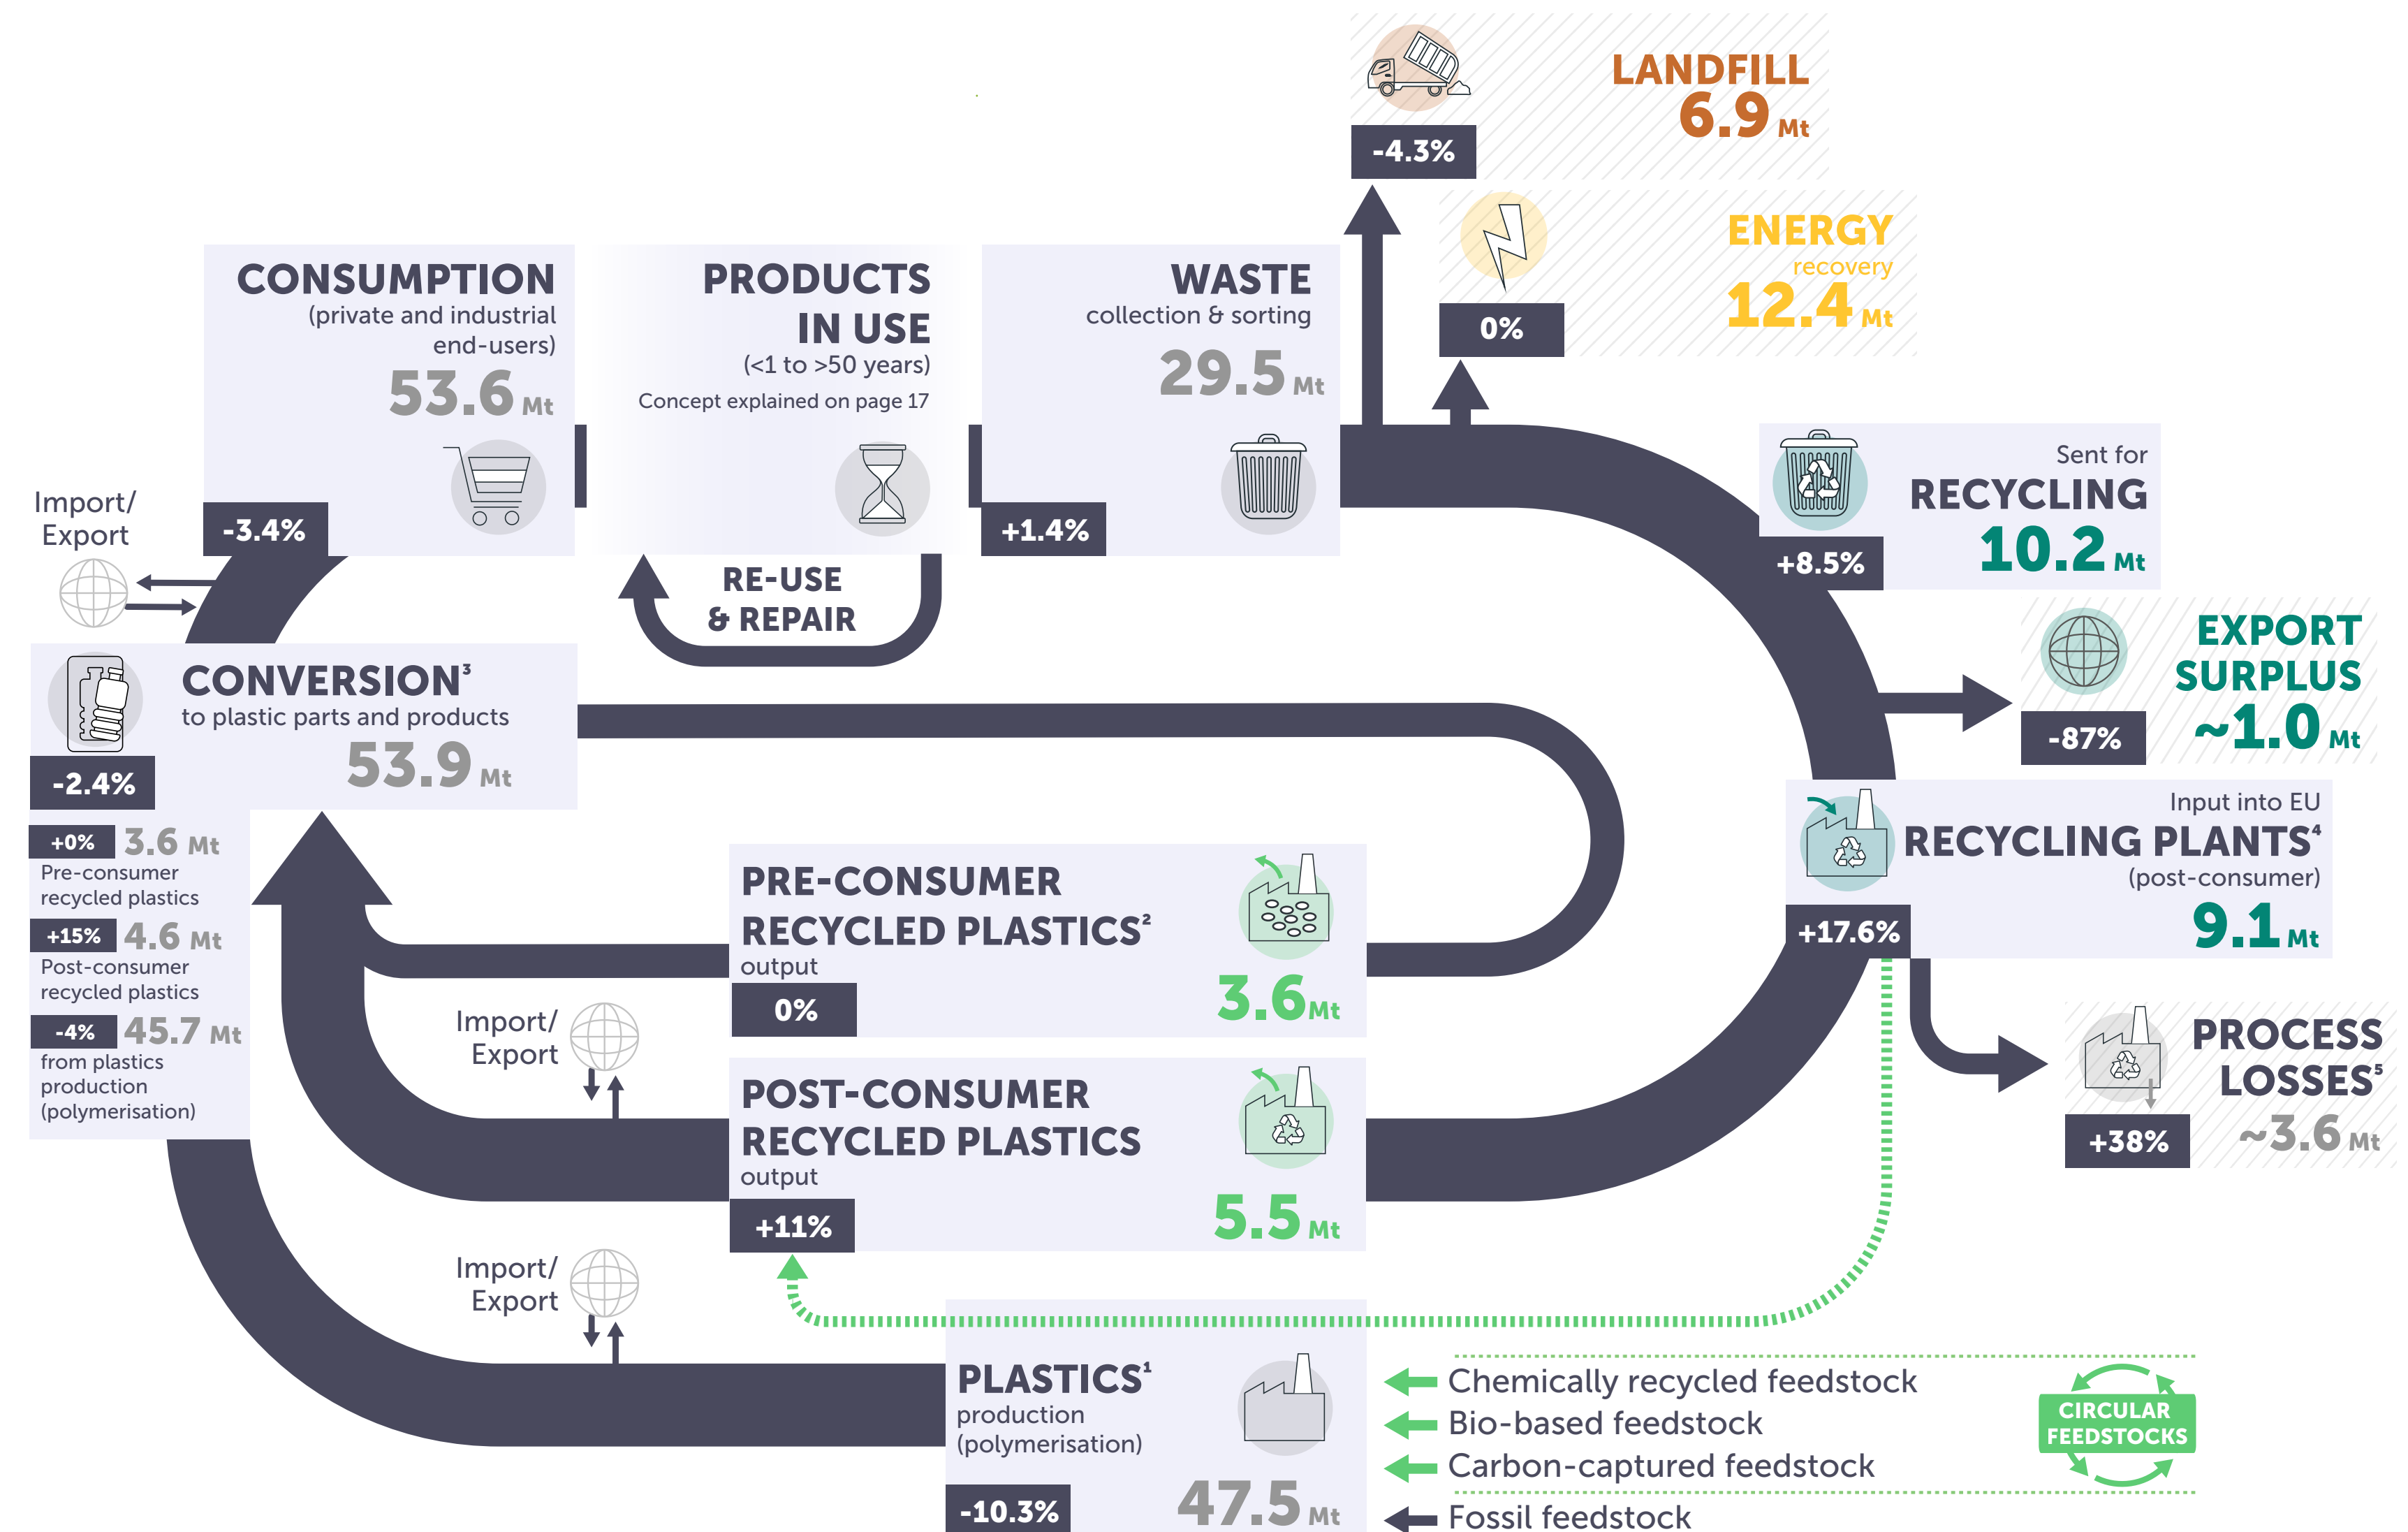 LANDFILL
6.9 Mt
-4.3%
ENERGY
recovery
12.4 Mt
0%
CONSUMPTION
(private and industrial
end-users)
53.6 Mt
-3.4%
PRODUCTS
IN USE
(<1 to >50 years)
Concept explained on page 17
WASTE
collection & sorting
29.5 Mt
+1.4%
RE-USE
& REPAIR
Sent for
RECYCLING
10.2 Mt
+8.5%
EXPORT
SURPLUS
~1.0 Mt
-87%
Import/
Export
CONVERSION³
to plastic parts and products
53.9 Mt
-2.4%
+0% 3.6 Mt
Pre-consumer
recycled plastics
+15% 4.6 Mt
Post-consumer
recycled plastics
-4% 45.7 Mt
from plastics
production
(polymerisation)
PRE-CONSUMER
RECYCLED PLASTICS²
output
0%
3.6 Mt
Input into EU
RECYCLING PLANTS⁴
(post-consumer)
9.1 Mt
+17.6%
Import/
Export
POST-CONSUMER
RECYCLED PLASTICS
output
+11%
5.5 Mt
PROCESS
LOSSES⁵
~3.6 Mt
+38%
Import/
Export
PLASTICS¹
production
(polymerisation)
-10.3%
47.5 Mt
Chemically recycled feedstock
Bio-based feedstock
Carbon-captured feedstock
Fossil feedstock
CIRCULAR
FEEDSTOCKS